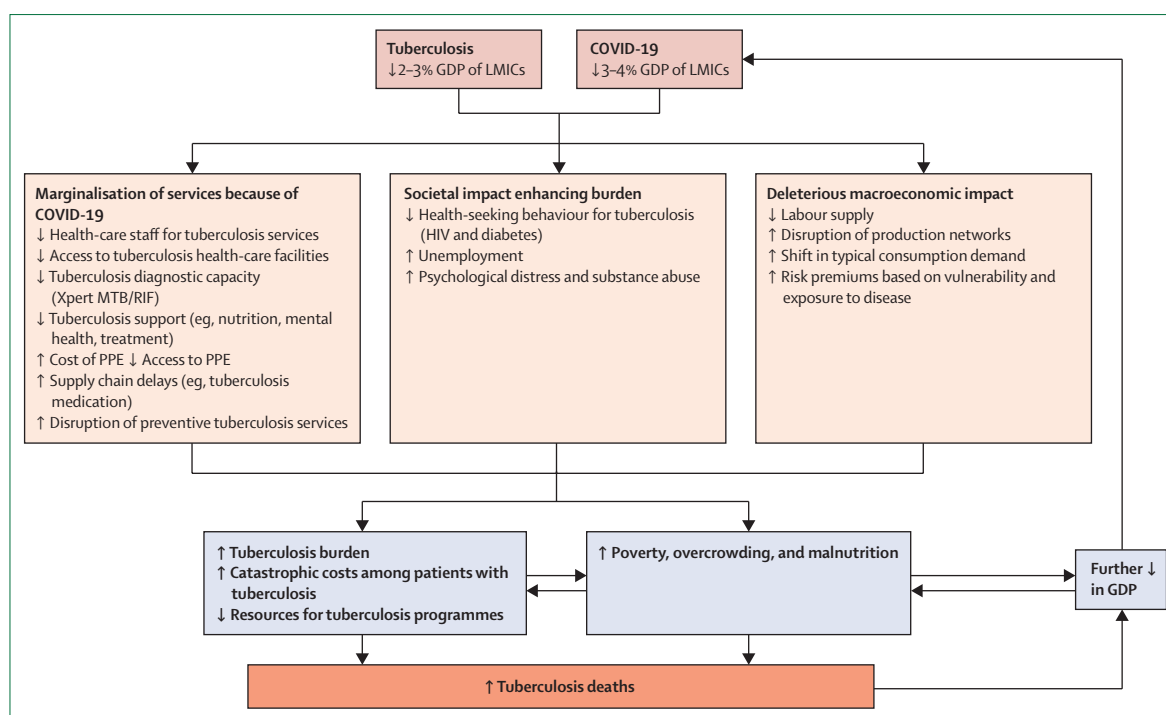 Tuberculosis
↓2–3% GDP of LMICs
COVID-19
↓3–4% GDP of LMICs
Marginalisation of services because of
COVID-19
↓ Health-care staff for tuberculosis services
↓ Access to tuberculosis health-care facilities
↓ Tuberculosis diagnostic capacity
(Xpert MTB/RIF)
↓ Tuberculosis support (eg, nutrition, mental
health, treatment)
↑ Cost of PPE ↓ Access to PPE
↑ Supply chain delays (eg, tuberculosis
medication)
↑ Disruption of preventive tuberculosis services
Societal impact enhancing burden
↓ Health-seeking behaviour for tuberculosis
(HIV and diabetes)
↑ Unemployment
↑ Psychological distress and substance abuse
Deleterious macroeconomic impact
↓ Labour supply
↑ Disruption of production networks
↑ Shift in typical consumption demand
↑ Risk premiums based on vulnerability and
exposure to disease
↑ Tuberculosis burden
↑ Catastrophic costs among patients with
tuberculosis
↓ Resources for tuberculosis programmes
↑ Poverty, overcrowding, and malnutrition
Further ↓
in GDP
↑ Tuberculosis deaths